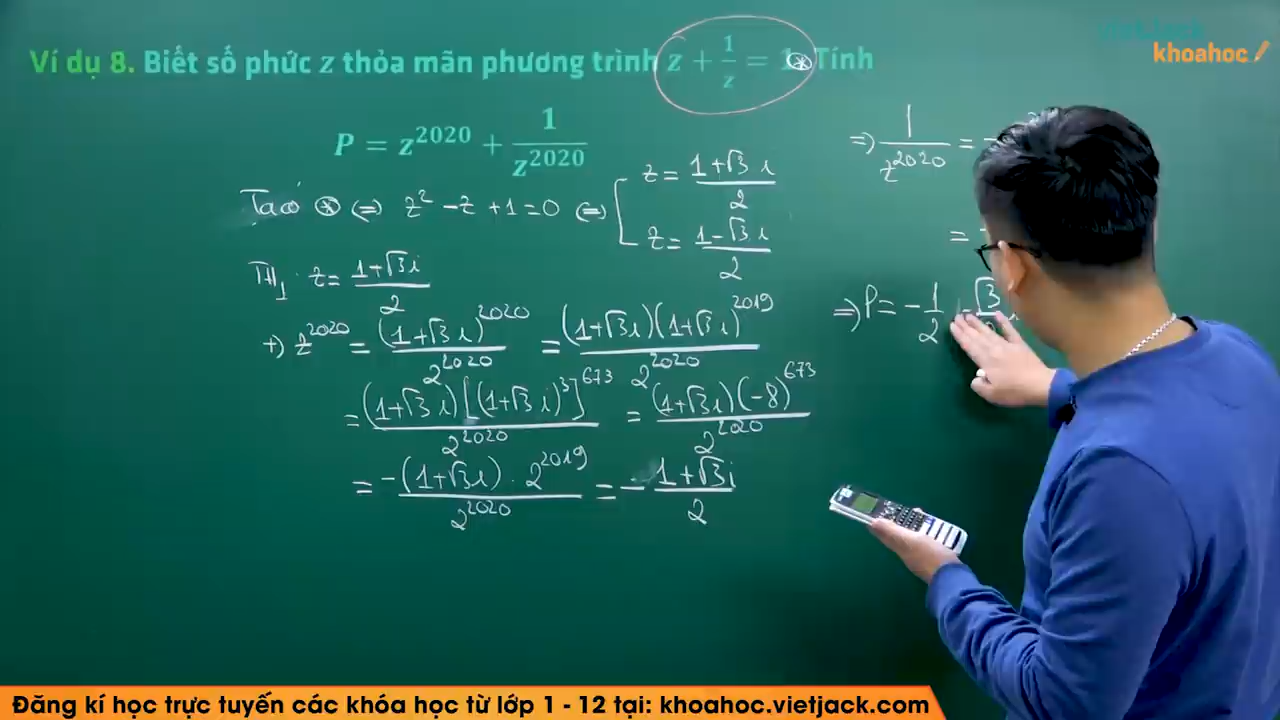 vietjack
khoahoc
Ví dụ 8. Biết số phức z thỏa mãn phương trình z + 1/z = 1 (*) Tính
P = z^2020 + 1/z^2020
Ta có (*) ⇔ z² - z + 1 = 0 ⇔ [ z = (1+√3 i)/2
z = (1-√3 i)/2
TH1: z = (1+√3i)/2
+) z^2020 = (1+√3 i)^2020 / 2^2020 = (1+√3 i)(1+√3 i)^2019 / 2^2020
= (1+√3 i)[(1+√3 i)^3]^673 / 2^2020 = (1+√3 i)(-8)^673 / 2^2020
= -(1+√3 i) . 2^2019 / 2^2020 = - (1+√3i)/2
⇒ 1/z^2020 =
=
⇒ P = - 1/2 - √3
Đăng kí học trực tuyến các khóa học từ lớp 1 - 12 tại: khoahoc.vietjack.com